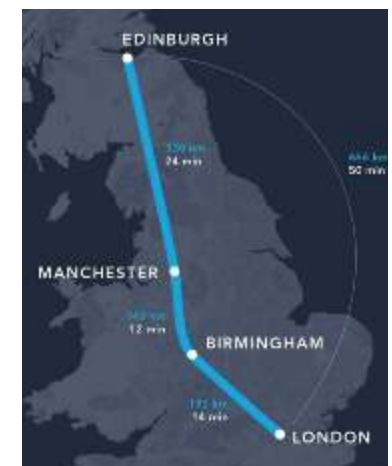 EDINBURGH
24 min
50 min
MANCHESTER
12 min
BIRMINGHAM
14 min
LONDON